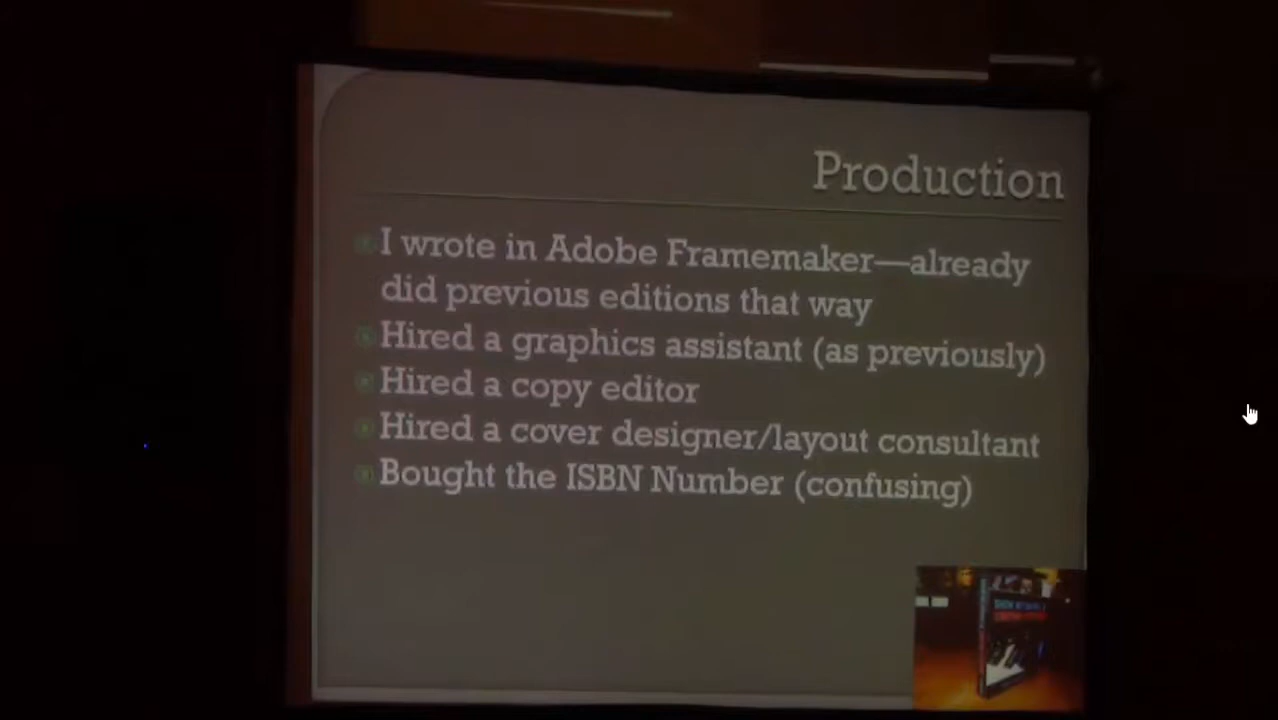 Production
I wrote in Adobe Framemaker—already
did previous editions that way
Hired a graphics assistant (as previously)
Hired a copy editor
Hired a cover designer/layout consultant
Bought the ISBN Number (confusing)